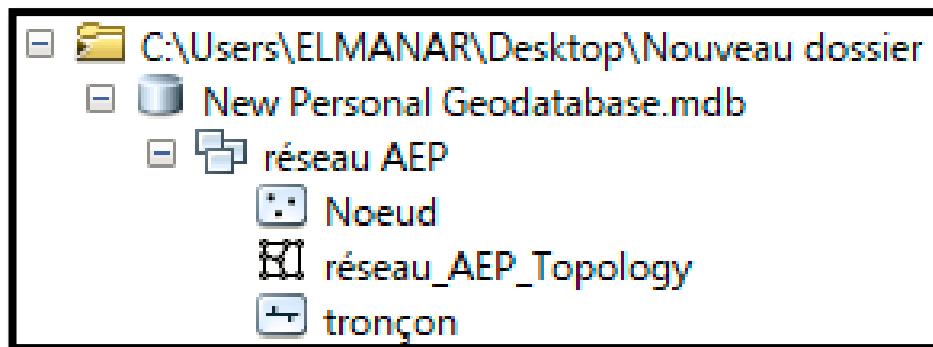 C:\Users\ELMANAR\Desktop\Nouveau dossier
New Personal Geodatabase.mdb
réseau AEP
Noeud
réseau_AEP_Topology
tronçon